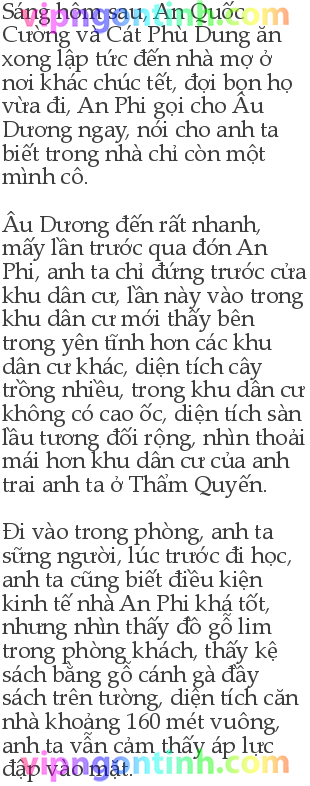 Sáng hôm sau, An Quốc
Cường và Cát Phù Dung ăn
xong lập tức đến nhà mợ ở
nơi khác chúc tết, đợi bọn họ
vừa đi, An Phi gọi cho Âu
Dương ngay, nói cho anh ta
biết trong nhà chỉ còn một
mình cô.
Âu Dương đến rất nhanh,
mấy lần trước qua đón An
Phi, anh ta chỉ đứng trước cửa
khu dân cư, lần này vào trong
khu dân cư mới thấy bên
trong yên tĩnh hơn các khu
dân cư khác, diện tích cây
trồng nhiều, trong khu dân cư
không có cao ốc, diện tích sàn
lầu tương đối rộng, nhìn thoải
mái hơn khu dân cư của anh
trai anh ta ở Thẩm Quyến.
Đi vào trong phòng, anh ta
sững người, lúc trước đi học,
anh ta cũng biết điều kiện
kinh tế nhà An Phi khá tốt,
nhưng nhìn thấy đồ gỗ lim
trong phòng khách, thấy kệ
sách bằng gỗ cánh gà đầy
sách trên tường, diện tích căn
nhà khoảng 160 mét vuông,
anh ta vẫn cảm thấy áp lực
đập vào mặt.
vipngontinh.com
vipngontinh.com